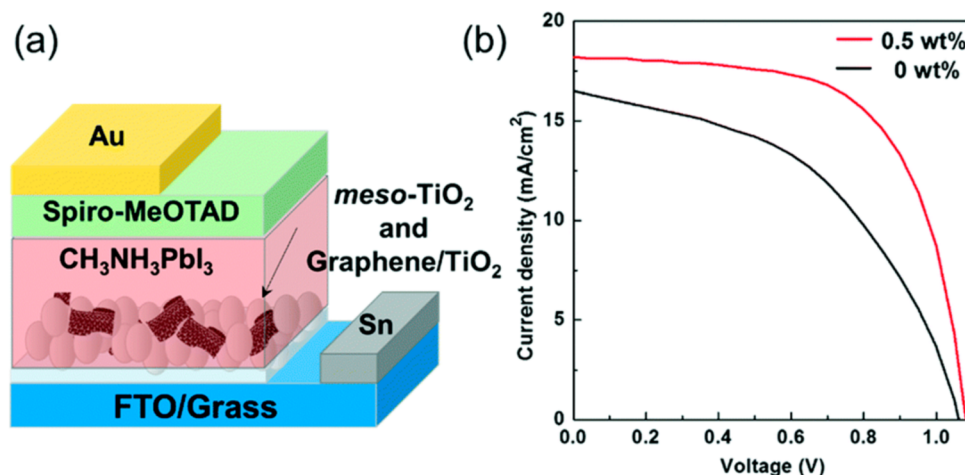 (a)
Au
Spiro-MeOTAD
CH₃NH₃PbI₃
meso-TiO₂
and
Graphene/TiO₂
Sn
FTO/Grass
(b)
0.5 wt%
0 wt%
Current density (mA/cm²)
20
15
10
5
0
0.0 0.2 0.4 0.6 0.8 1.0
Voltage (V)